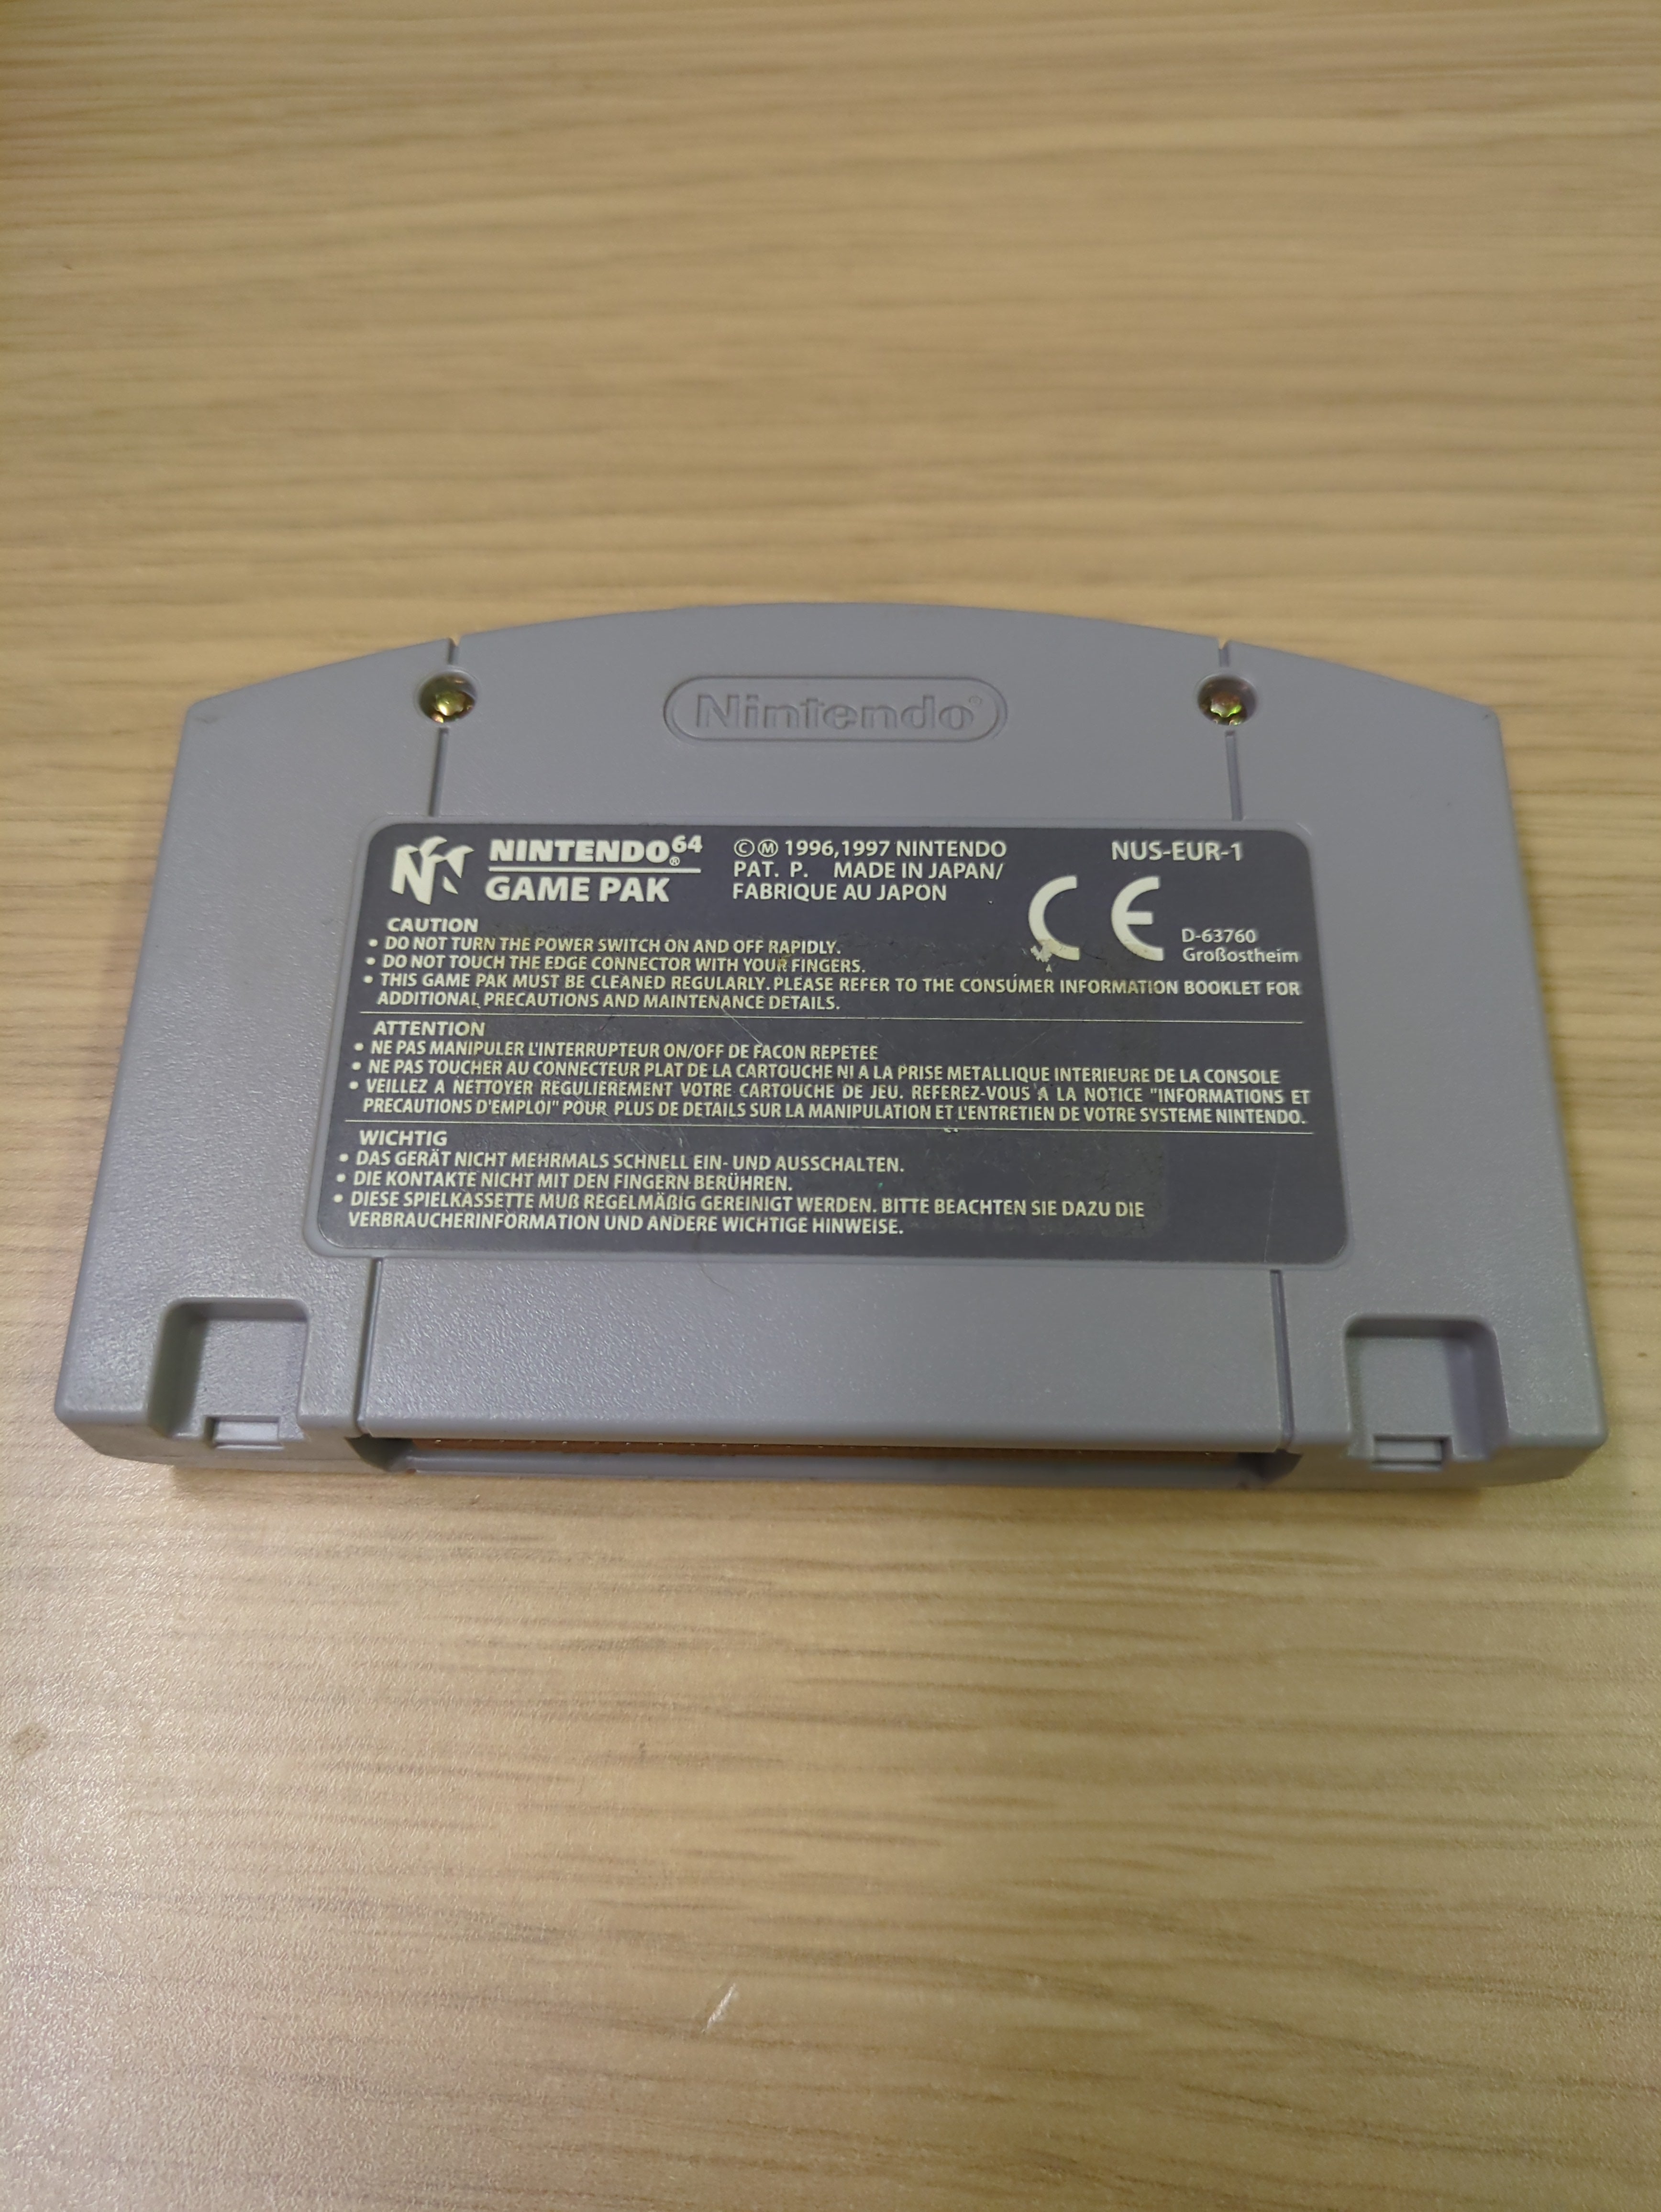 Nintendo®
NINTENDO64®
GAME PAK
©Ⓜ 1996,1997 NINTENDO
PAT. P. MADE IN JAPAN/
FABRIQUE AU JAPON
NUS-EUR-1
CE
D-63760
Großostheim
CAUTION
• DO NOT TURN THE POWER SWITCH ON AND OFF RAPIDLY.
• DO NOT TOUCH THE EDGE CONNECTOR WITH YOUR FINGERS.
• THIS GAME PAK MUST BE CLEANED REGULARLY. PLEASE REFER TO THE CONSUMER INFORMATION BOOKLET FOR
ADDITIONAL PRECAUTIONS AND MAINTENANCE DETAILS.
ATTENTION
• NE PAS MANIPULER L'INTERRUPTEUR ON/OFF DE FACON REPETEE
• NE PAS TOUCHER AU CONNECTEUR PLAT DE LA CARTOUCHE NI A LA PRISE METALLIQUE INTERIEURE DE LA CONSOLE
• VEILLEZ A NETTOYER REGULIEREMENT VOTRE CARTOUCHE DE JEU. REFEREZ-VOUS A LA NOTICE "INFORMATIONS ET
PRECAUTIONS D'EMPLOI" POUR PLUS DE DETAILS SUR LA MANIPULATION ET L'ENTRETIEN DE VOTRE SYSTEME NINTENDO.
WICHTIG
• DAS GERÄT NICHT MEHRMALS SCHNELL EIN- UND AUSSCHALTEN.
• DIE KONTAKTE NICHT MIT DEN FINGERN BERÜHREN.
• DIESE SPIELKASSETTE MUß REGELMÄßIG GEREINIGT WERDEN. BITTE BEACHTEN SIE DAZU DIE
VERBRAUCHERINFORMATION UND ANDERE WICHTIGE HINWEISE.